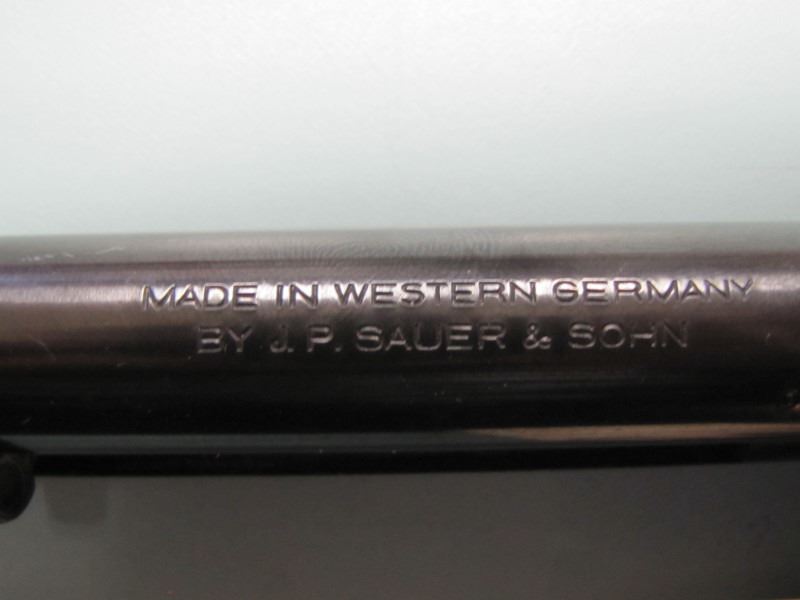 MADE IN WESTERN GERMANY
BY J. P. SAUER & SOHN